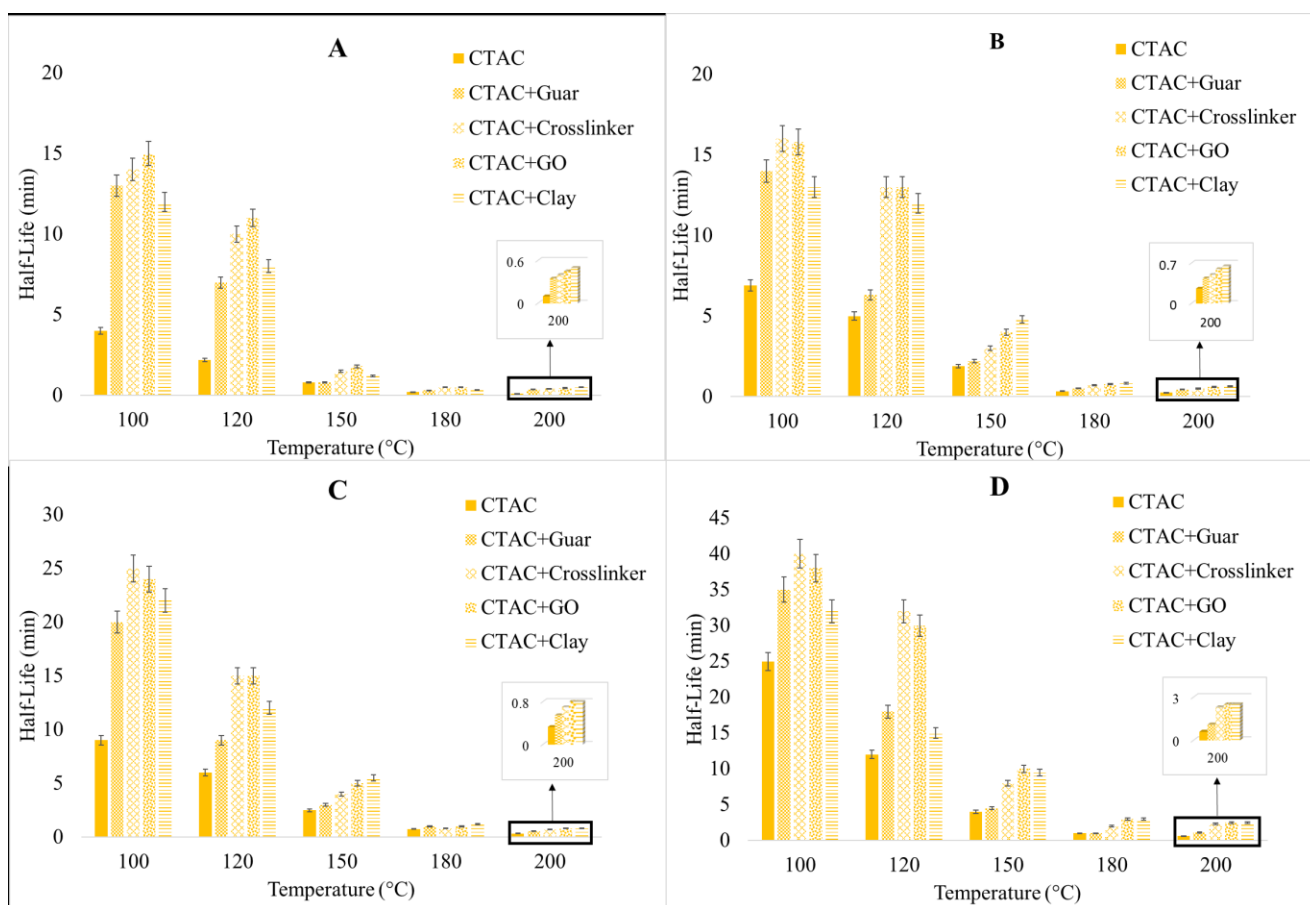 A
20
15
10
5
0
Half-Life (min)
CTAC
CTAC+Guar
CTAC+Crosslinker
CTAC+GO
CTAC+Clay
0.6
0
200
100 120 150 180 200
Temperature (°C)
B
20
15
10
5
0
Half-Life (min)
CTAC
CTAC+Guar
CTAC+Crosslinker
CTAC+GO
CTAC+Clay
0.7
0
200
100 120 150 180 200
Temperature (°C)
C
30
25
20
15
10
5
0
Half-Life (min)
CTAC
CTAC+Guar
CTAC+Crosslinker
CTAC+GO
CTAC+Clay
0.8
0
200
100 120 150 180 200
Temperature (°C)
D
45
40
35
30
25
20
15
10
5
0
Half-Life (min)
CTAC
CTAC+Guar
CTAC+Crosslinker
CTAC+GO
CTAC+Clay
3
0
200
100 120 150 180 200
Temperature (°C)